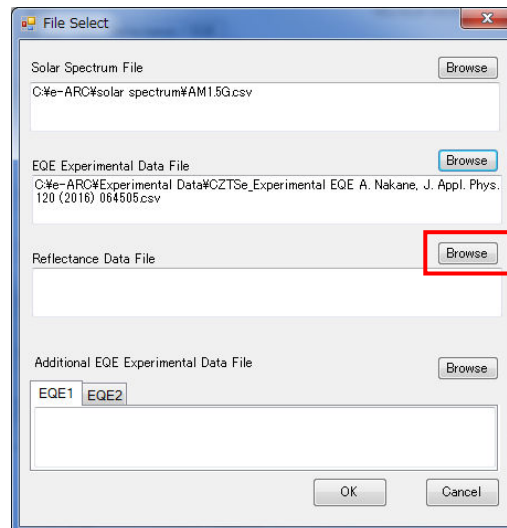 File Select
Solar Spectrum File
Browse
C:¥e-ARC¥solar spectrum¥AM1.5G.csv
EQE Experimental Data File
Browse
C:¥e-ARC¥Experimental Data¥CZTSe_Experimental EQE A. Nakane, J. Appl. Phys.
120 (2016) 064505.csv
Reflectance Data File
Browse
Additional EQE Experimental Data File
Browse
EQE1 EQE2
OK Cancel